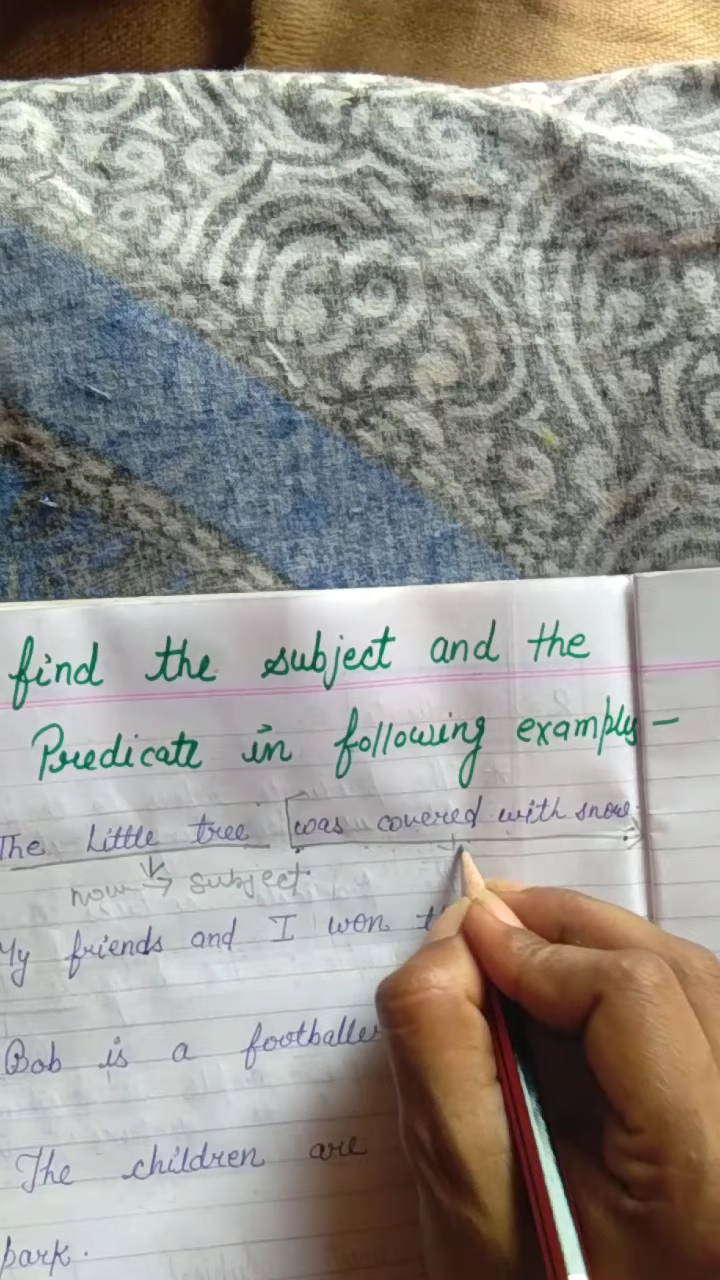 find the subject and the
Predicate in following examples-
The Little tree was covered with snow.
now → subject.
My friends and I won
Bob is a footballer
The children are
park.